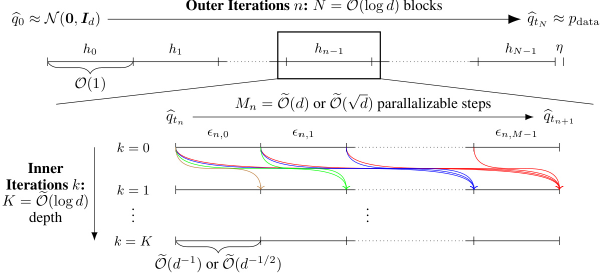 Outer Iterations n: N = 𝒪(log d) blocks
q̂₀ ≈ 𝒩(𝟎, 𝑰_d) q̂_{t_N} ≈ p_data
h₀ h₁ h_{n−1} h_{N−1} η
𝒪(1)
M_n = 𝒪̃(d) or 𝒪̃(√d) parallalizable steps
q̂_{t_n} q̂_{t_{n+1}}
ϵ_{n,0} ϵ_{n,1} ϵ_{n,M−1}
k = 0
Inner
Iterations k:
K = 𝒪̃(log d)
depth
k = 1
⋮ ⋮
k = K
𝒪̃(d⁻¹) or 𝒪̃(d^{−1/2})